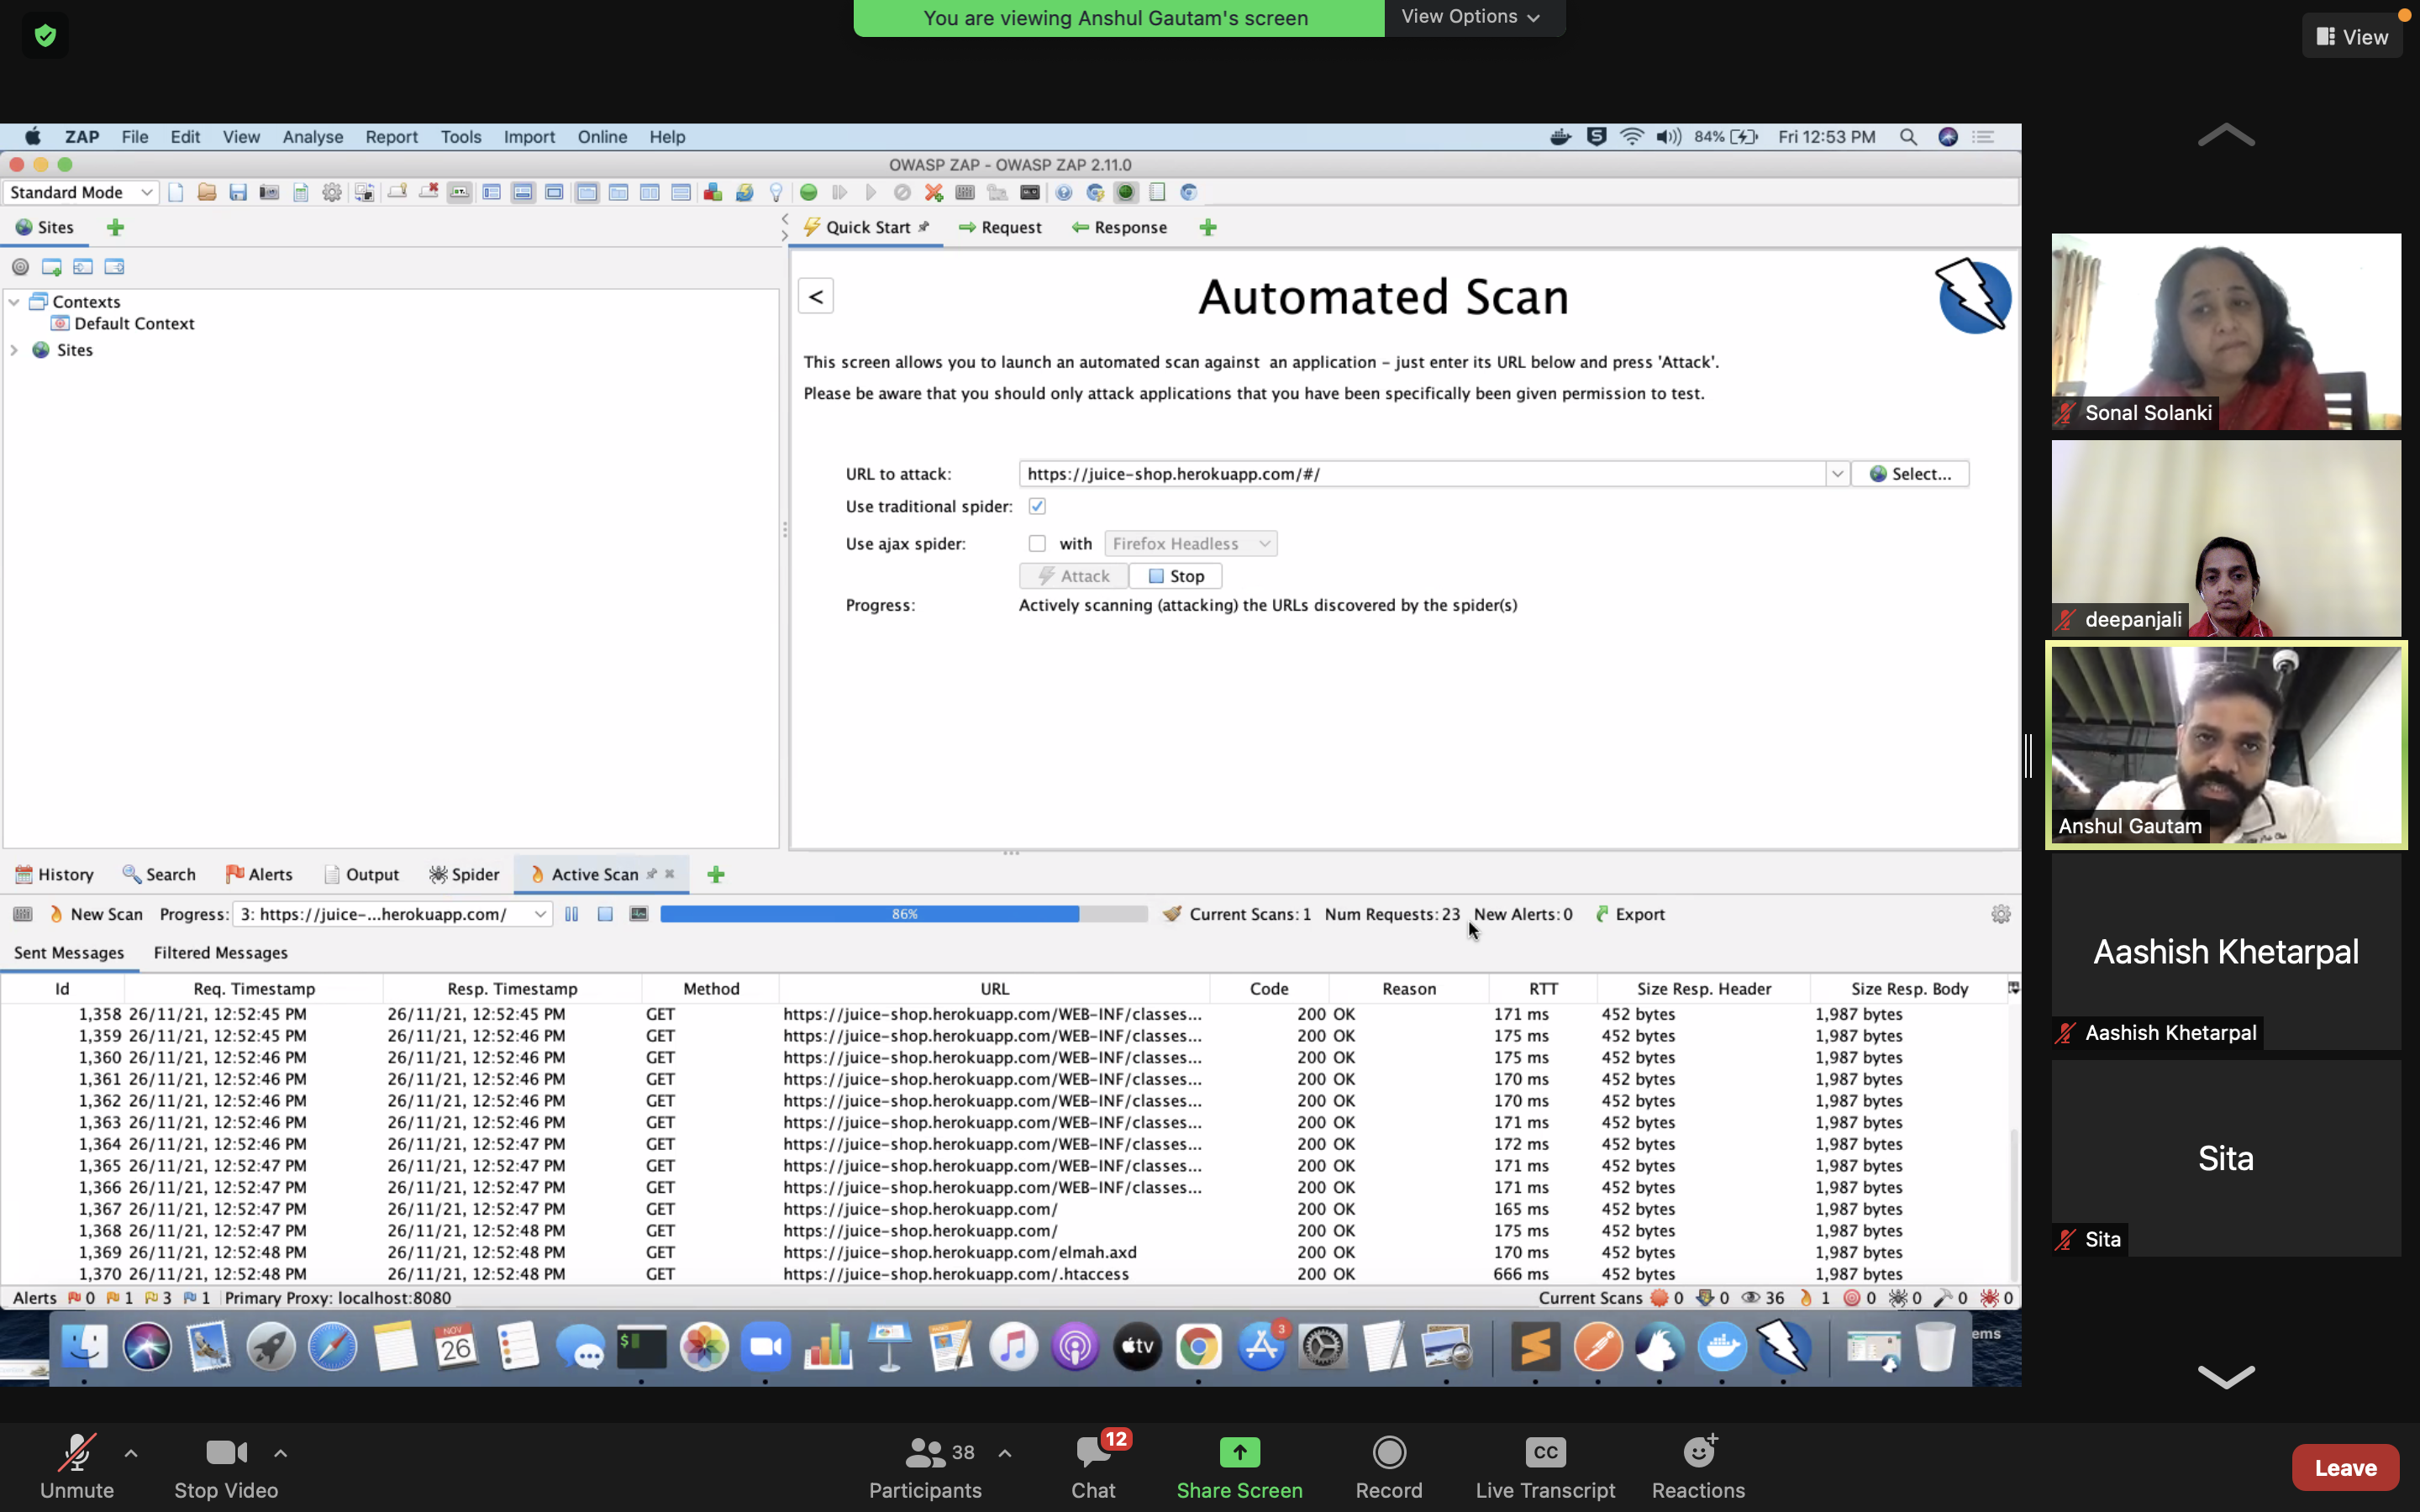 You are viewing Anshul Gautam's screen
View Options
View
ZAP File Edit View Analyse Report Tools Import Online Help
84% Fri 12:53 PM
OWASP ZAP - OWASP ZAP 2.11.0
Standard Mode
Sites
Quick Start Request Response
Contexts
Default Context
Sites
<
Automated Scan
This screen allows you to launch an automated scan against an application – just enter its URL below and press 'Attack'.
Please be aware that you should only attack applications that you have been specifically been given permission to test.
URL to attack: https://juice-shop.herokuapp.com/#/ Select...
Use traditional spider:
Use ajax spider: with Firefox Headless
Attack Stop
Progress: Actively scanning (attacking) the URLs discovered by the spider(s)
Sonal Solanki
deepanjali
Anshul Gautam
Aashish Khetarpal
Aashish Khetarpal
Sita
Sita
History Search Alerts Output Spider Active Scan
New Scan Progress: 3: https://juice-...herokuapp.com/ 86% Current Scans: 1 Num Requests: 23 New Alerts: 0 Export
Sent Messages Filtered Messages
Id Req. Timestamp Resp. Timestamp Method URL Code Reason RTT Size Resp. Header Size Resp. Body
1,358 26/11/21, 12:52:45 PM 26/11/21, 12:52:45 PM GET https://juice-shop.herokuapp.com/WEB-INF/classes... 200 OK 171 ms 452 bytes 1,987 bytes
1,359 26/11/21, 12:52:45 PM 26/11/21, 12:52:46 PM GET https://juice-shop.herokuapp.com/WEB-INF/classes... 200 OK 175 ms 452 bytes 1,987 bytes
1,360 26/11/21, 12:52:46 PM 26/11/21, 12:52:46 PM GET https://juice-shop.herokuapp.com/WEB-INF/classes... 200 OK 175 ms 452 bytes 1,987 bytes
1,361 26/11/21, 12:52:46 PM 26/11/21, 12:52:46 PM GET https://juice-shop.herokuapp.com/WEB-INF/classes... 200 OK 170 ms 452 bytes 1,987 bytes
1,362 26/11/21, 12:52:46 PM 26/11/21, 12:52:46 PM GET https://juice-shop.herokuapp.com/WEB-INF/classes... 200 OK 170 ms 452 bytes 1,987 bytes
1,363 26/11/21, 12:52:46 PM 26/11/21, 12:52:46 PM GET https://juice-shop.herokuapp.com/WEB-INF/classes... 200 OK 171 ms 452 bytes 1,987 bytes
1,364 26/11/21, 12:52:46 PM 26/11/21, 12:52:47 PM GET https://juice-shop.herokuapp.com/WEB-INF/classes... 200 OK 172 ms 452 bytes 1,987 bytes
1,365 26/11/21, 12:52:47 PM 26/11/21, 12:52:47 PM GET https://juice-shop.herokuapp.com/WEB-INF/classes... 200 OK 171 ms 452 bytes 1,987 bytes
1,366 26/11/21, 12:52:47 PM 26/11/21, 12:52:47 PM GET https://juice-shop.herokuapp.com/WEB-INF/classes... 200 OK 171 ms 452 bytes 1,987 bytes
1,367 26/11/21, 12:52:47 PM 26/11/21, 12:52:47 PM GET https://juice-shop.herokuapp.com/ 200 OK 165 ms 452 bytes 1,987 bytes
1,368 26/11/21, 12:52:47 PM 26/11/21, 12:52:48 PM GET https://juice-shop.herokuapp.com/ 200 OK 175 ms 452 bytes 1,987 bytes
1,369 26/11/21, 12:52:48 PM 26/11/21, 12:52:48 PM GET https://juice-shop.herokuapp.com/elmah.axd 200 OK 170 ms 452 bytes 1,987 bytes
1,370 26/11/21, 12:52:48 PM 26/11/21, 12:52:48 PM GET https://juice-shop.herokuapp.com/.htaccess 200 OK 666 ms 452 bytes 1,987 bytes
Alerts 0 1 3 1 Primary Proxy: localhost:8080 Current Scans 0 0 36 1 0 0 0 0
NOV
26
$
tv
3
ems
Unmute Stop Video
38 Participants
12 Chat
Share Screen Record
CC Live Transcript
Reactions
Leave